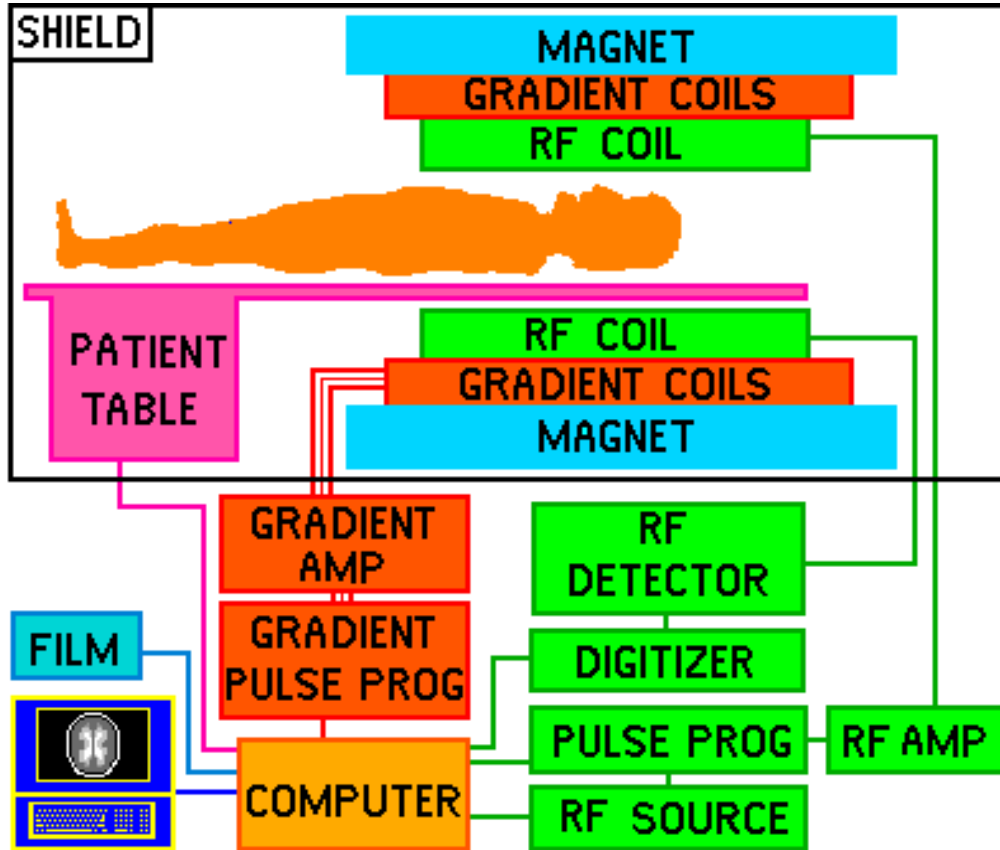 SHIELD
MAGNET
GRADIENT COILS
RF COIL
RF COIL
GRADIENT COILS
MAGNET
PATIENT
TABLE
GRADIENT
AMP
GRADIENT
PULSE PROG
RF
DETECTOR
DIGITIZER
FILM
PULSE PROG
RF AMP
COMPUTER
RF SOURCE